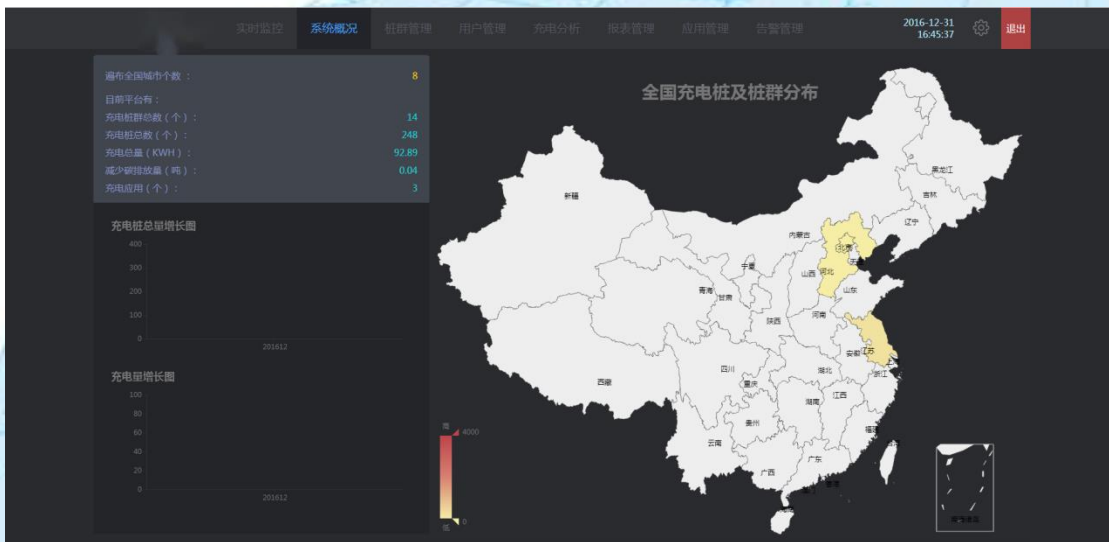 实时监控 系统概况 桩群管理 用户管理 充电分析 报表管理 应用管理 告警管理 2016-12-31 退出
16:45:37
遍布全国城市个数 : 8
目前平台有 :
充电桩群总数 ( 个 ) : 14
充电桩总数 ( 个 ) : 248
充电总量 ( KWH ) : 92.89
减少碳排放量 ( 吨 ) : 0.04
充电应用 ( 个 ) : 3
充电桩总量增长图
400
300
200
100
0
201612
充电量增长图
100
80
60
40
20
0
201612
全国充电桩及桩群分布
黑龙江
吉林
新疆
辽宁
内蒙古
北京
宁夏
山西 河北
青海 甘肃 山东
陕西 河南
安徽 江苏
四川 湖北
西藏 重庆 浙江
湖南 江西
贵州
云南 福建
广西 广东
高 4000
低 0